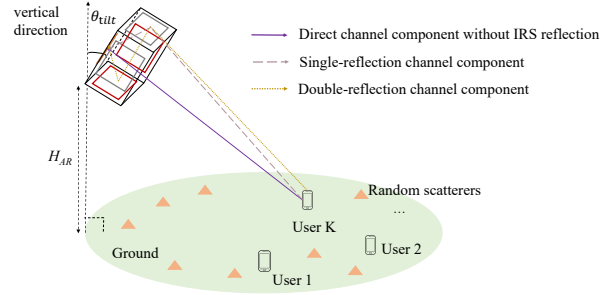 vertical
direction
θtilt
Direct channel component without IRS reflection
Single-reflection channel component
Double-reflection channel component
H_AR
Random scatterers
...
User K
User 2
Ground
User 1